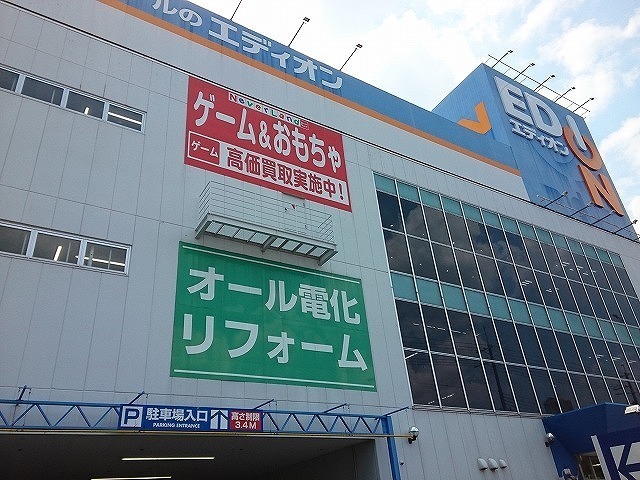 ルの エディオン
EDION
エディオン
NeverLand
ゲーム&おもちゃ
ゲーム 高価買取実施中!
オール電化
リフォーム
P 駐車場入口
PARKING ENTRANCE
高さ制限
3.4M